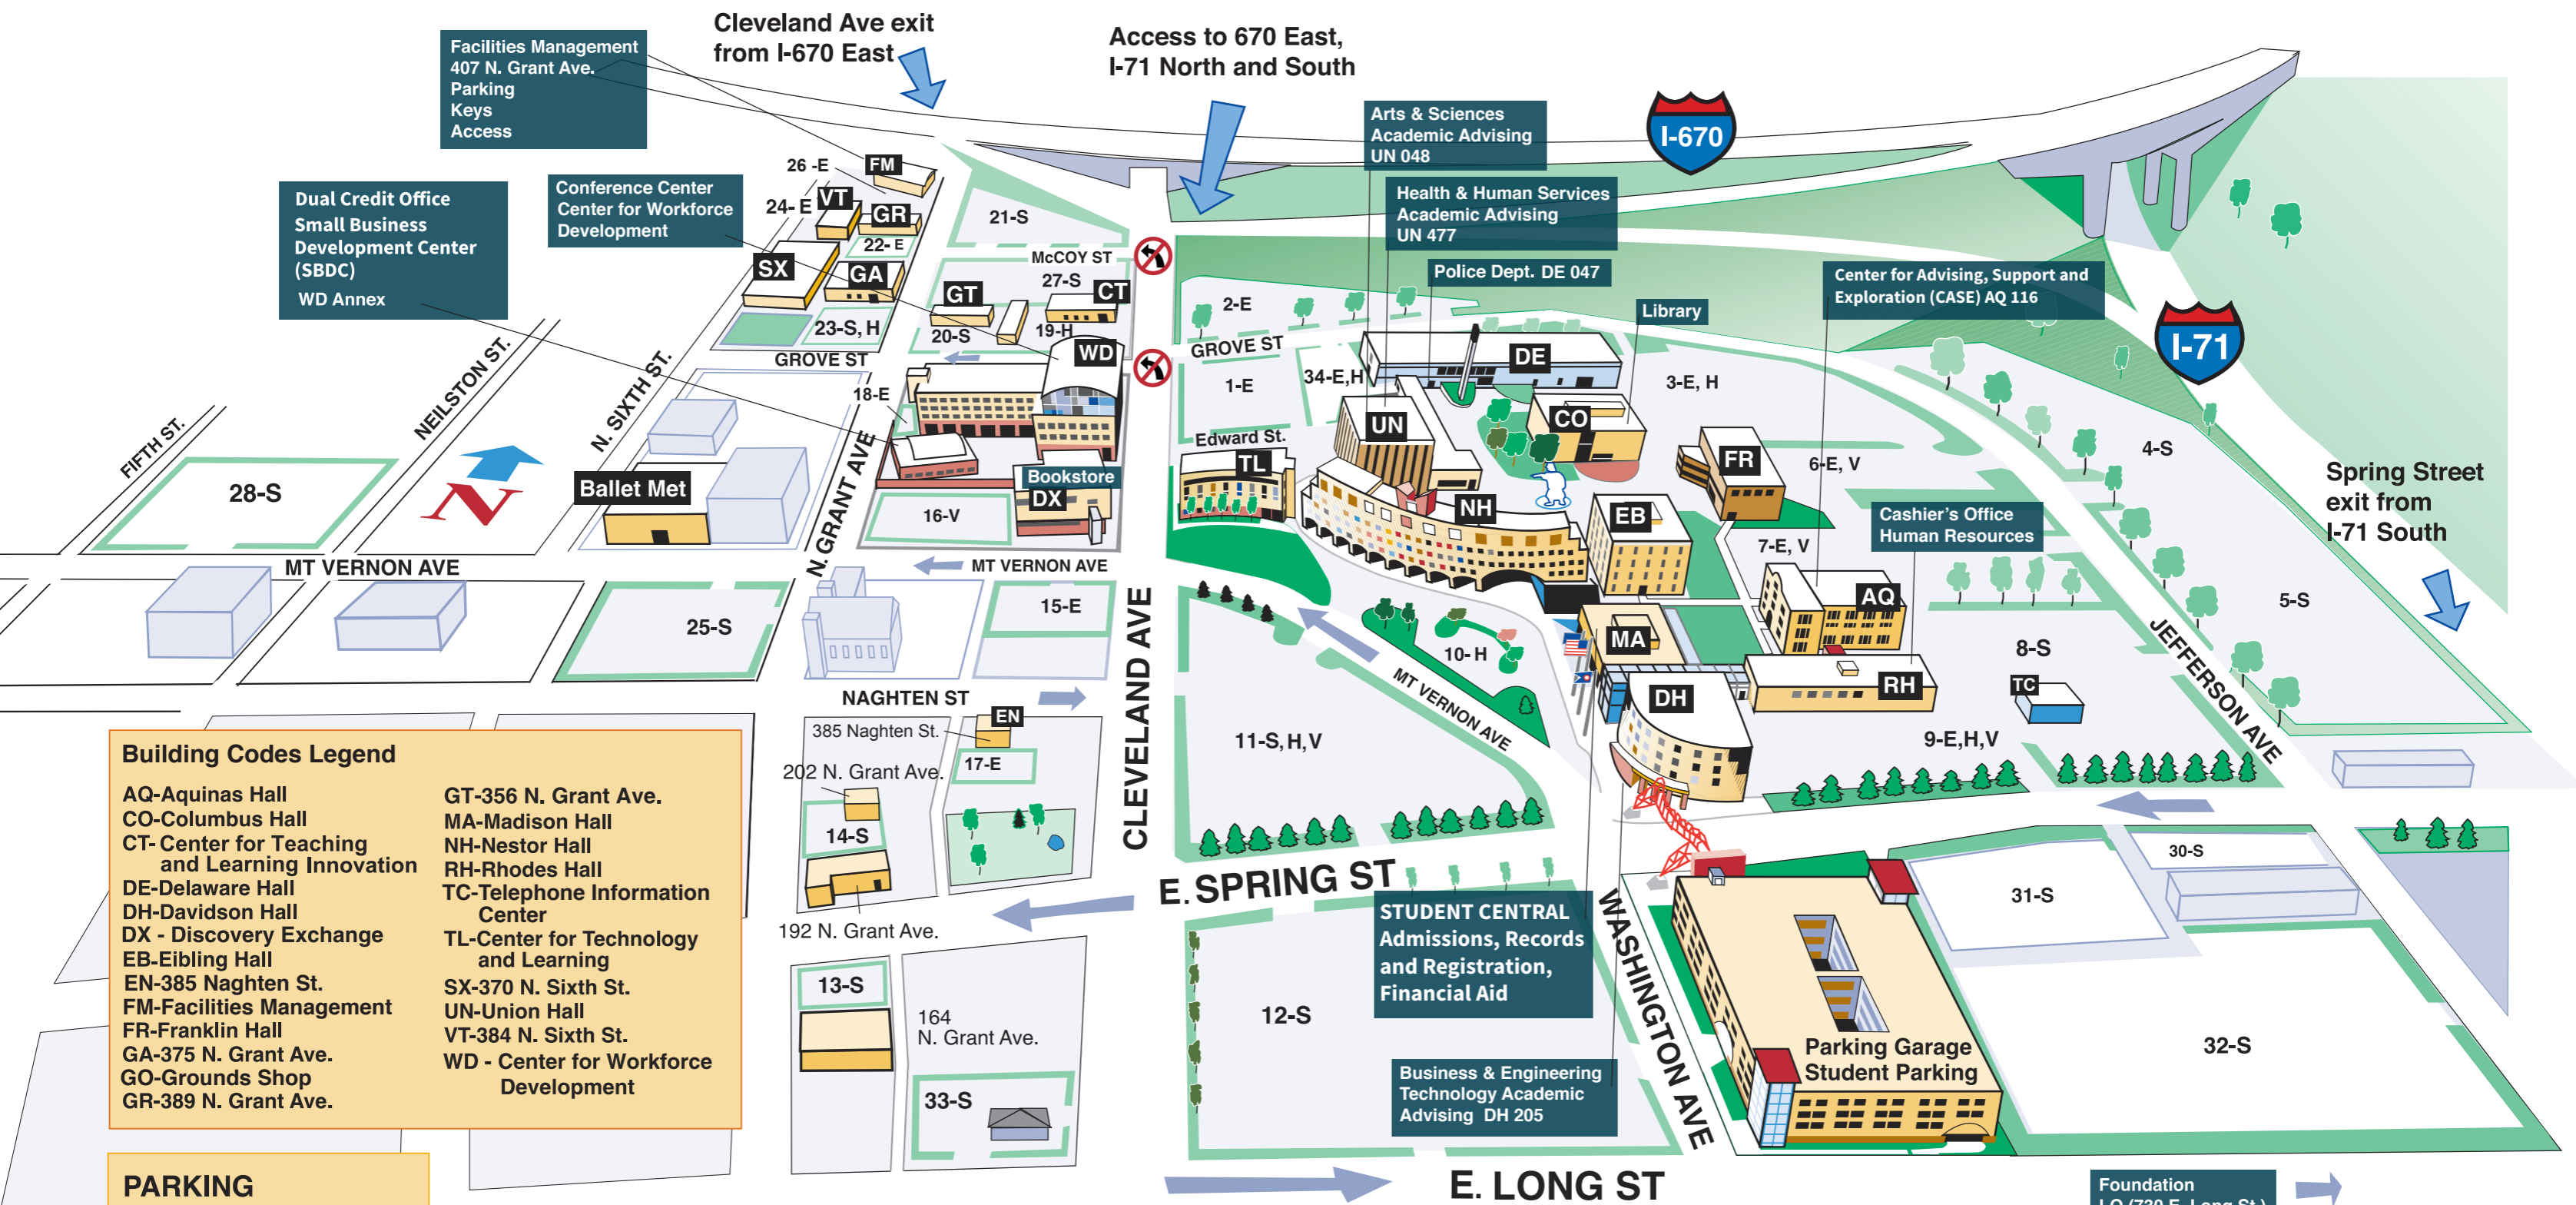 Cleveland Ave exit
from I-670 East
Access to 670 East,
I-71 North and South
Facilities Management
407 N. Grant Ave.
Parking
Keys
Access
Arts & Sciences
Academic Advising
UN 048
I-670
Health & Human Services
Academic Advising
UN 477
Police Dept. DE 047
Dual Credit Office
Small Business
Development Center
(SBDC)
WD Annex
Conference Center
Center for Workforce
Development
Center for Advising, Support and
Exploration (CASE) AQ 116
Library
I-71
26 -E
FM
24- E
VT
GR
22- E
SX
GA
23-S, H
GROVE ST
21-S
McCOY ST
27-S
GT
CT
20-S
19-H
WD
18-E
2-E
GROVE ST
1-E
34-E,H
DE
3-E, H
UN
CO
Edward St.
TL
FR
6-E, V
4-S
NH
EB
7-E, V
Spring Street
exit from
I-71 South
Cashier's Office
Human Resources
FIFTH ST.
NEILSTON ST.
N. SIXTH ST.
N. GRANT AVE
28-S
N
Ballet Met
Bookstore
DX
16-V
MT VERNON AVE
MT VERNON AVE
25-S
15-E
CLEVELAND AVE
NAGHTEN ST
10- H
MT VERNON AVE
MA
AQ
RH
DH
8-S
TC
5-S
JEFFERSON AVE
9-E,H,V
11-S, H, V
385 Naghten St.
EN
17-E
202 N. Grant Ave.
14-S
192 N. Grant Ave.
13-S
164
N. Grant Ave.
33-S
E. SPRING ST
STUDENT CENTRAL
Admissions, Records
and Registration,
Financial Aid
12-S
Business & Engineering
Technology Academic
Advising DH 205
WASHINGTON AVE
Parking Garage
Student Parking
30-S
31-S
32-S
E. LONG ST
Foundation
LO (720 E. Long St.)
Building Codes Legend
AQ-Aquinas Hall
CO-Columbus Hall
CT- Center for Teaching
and Learning Innovation
DE-Delaware Hall
DH-Davidson Hall
DX - Discovery Exchange
EB-Eibling Hall
EN-385 Naghten St.
FM-Facilities Management
FR-Franklin Hall
GA-375 N. Grant Ave.
GO-Grounds Shop
GR-389 N. Grant Ave.
GT-356 N. Grant Ave.
MA-Madison Hall
NH-Nestor Hall
RH-Rhodes Hall
TC-Telephone Information
Center
TL-Center for Technology
and Learning
SX-370 N. Sixth St.
UN-Union Hall
VT-384 N. Sixth St.
WD - Center for Workforce
Development
PARKING